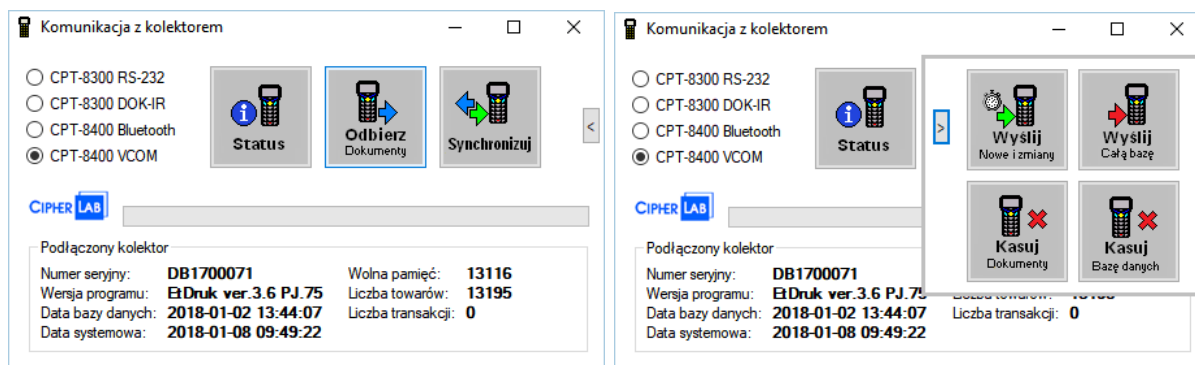 Komunikacja z kolektorem
CPT-8300 RS-232
CPT-8300 DOK-IR
CPT-8400 Bluetooth
CPT-8400 VCOM
Status
Odbierz
Dokumenty
Synchronizuj
<
CIPHER LAB
Podłączony kolektor
Numer seryjny: DB1700071 Wolna pamięć: 13116
Wersja programu: EtDruk ver.3.6 PJ.75 Liczba towarów: 13195
Data bazy danych: 2018-01-02 13:44:07 Liczba transakcji: 0
Data systemowa: 2018-01-08 09:49:22
Komunikacja z kolektorem
CPT-8300 RS-232
CPT-8300 DOK-IR
CPT-8400 Bluetooth
CPT-8400 VCOM
Status
>
Wyślij
Nowe i zmiany
Wyślij
Całą bazę
Kasuj
Dokumenty
Kasuj
Bazę danych
CIPHER LAB
Podłączony kolektor
Numer seryjny: DB1700071
Wersja programu: EtDruk ver.3.6 PJ.75
Data bazy danych: 2018-01-02 13:44:07 Liczba transakcji: 0
Data systemowa: 2018-01-08 09:49:22